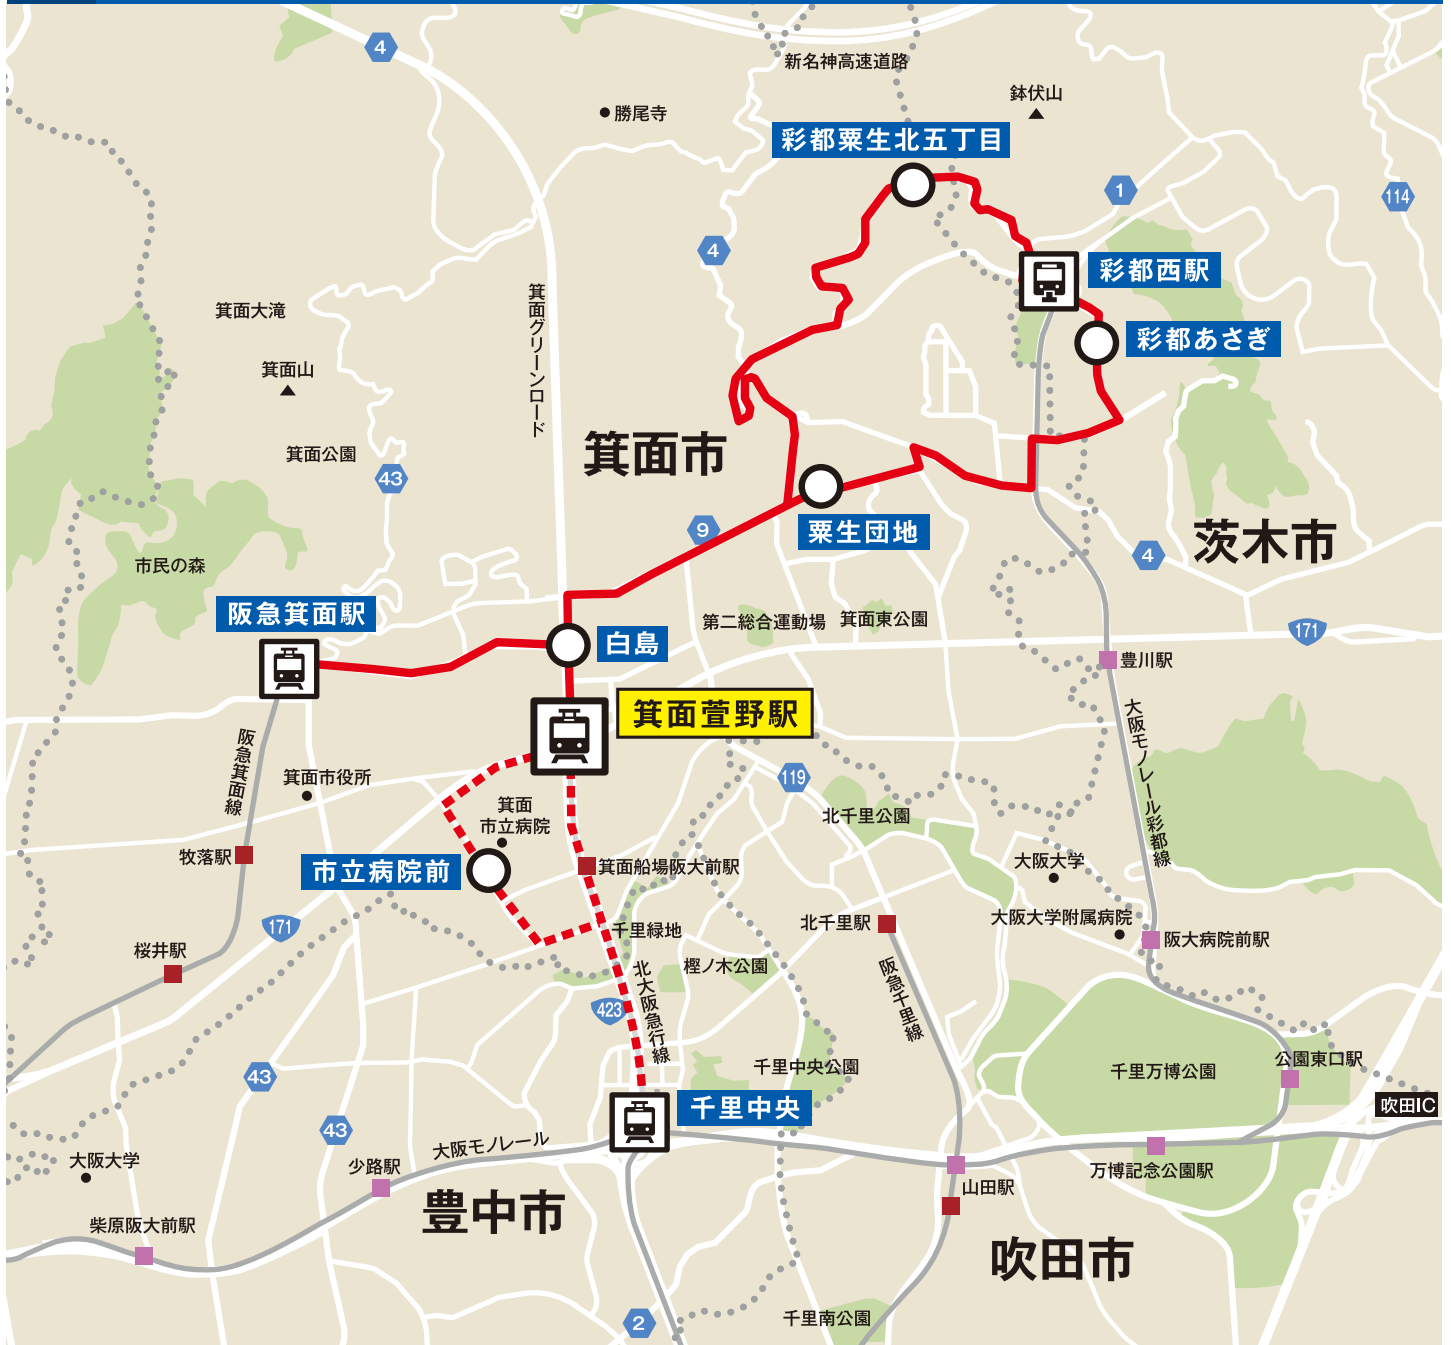 4
新名神高速道路
勝尾寺
鉢伏山
彩都粟生北五丁目
1
114
4
彩都西駅
箕面グリーンロード
箕面大滝
彩都あさぎ
箕面山
箕面市
箕面公園
43
9
粟生団地
茨木市
4
市民の森
阪急箕面駅
第二総合運動場
箕面東公園
171
白島
豊川駅
箕面萱野駅
大阪モノレール彩都線
阪急箕面線
箕面市役所
119
箕面
市立病院
北千里公園
牧落駅
市立病院前
箕面船場阪大前駅
大阪大学
171
千里緑地
北千里駅
大阪大学附属病院
阪大病院前駅
桜井駅
樫ノ木公園
北大阪急行線
阪急千里線
423
43
千里中央公園
千里万博公園
公園東口駅
千里中央
吹田IC
43
大阪モノレール
大阪大学
少路駅
万博記念公園駅
山田駅
柴原阪大前駅
豊中市
吹田市
2
千里南公園